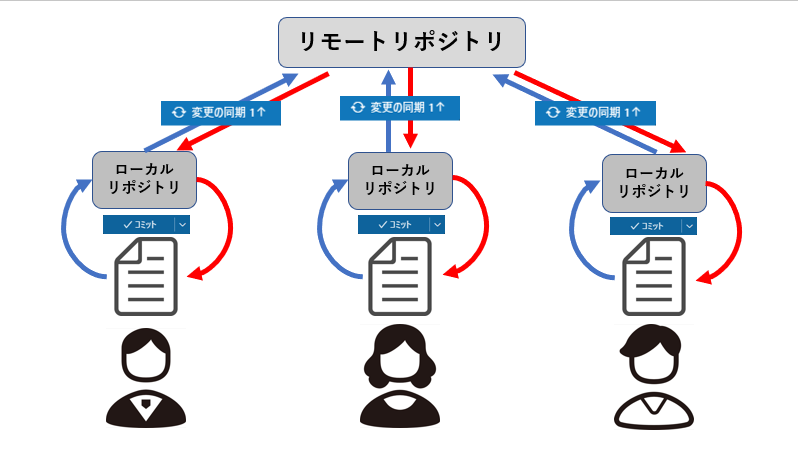 リモートリポジトリ
変更の同期 1↑
変更の同期 1↑
変更の同期 1↑
ローカル
リポジトリ
ローカル
リポジトリ
ローカル
リポジトリ
✓ コミット
✓ コミット
✓ コミット